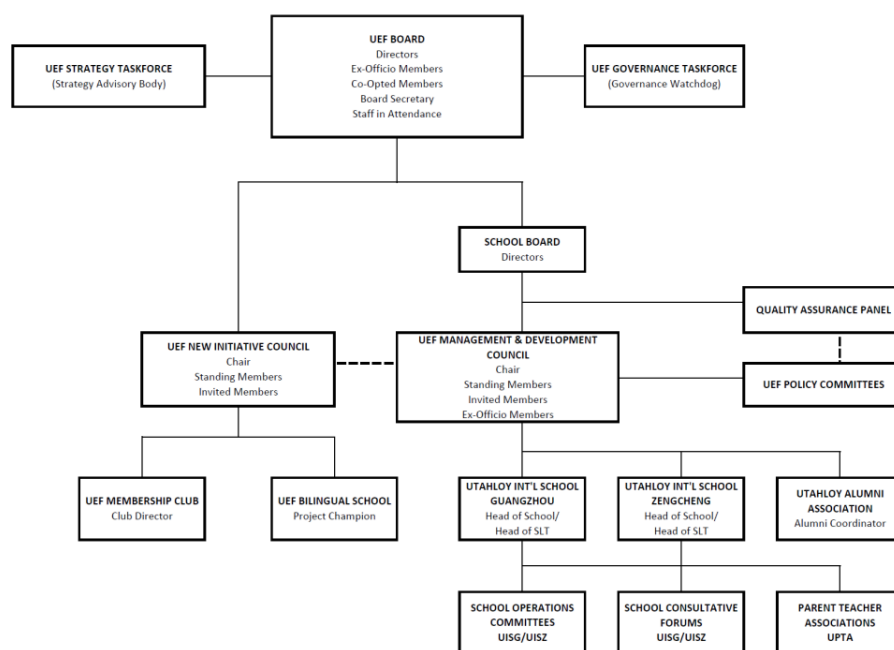 UEF BOARD
Directors
Ex-Officio Members
Co-Opted Members
Board Secretary
Staff in Attendance
UEF STRATEGY TASKFORCE
(Strategy Advisory Body)
UEF GOVERNANCE TASKFORCE
(Governance Watchdog)
SCHOOL BOARD
Directors
QUALITY ASSURANCE PANEL
UEF NEW INITIATIVE COUNCIL
Chair
Standing Members
Invited Members
UEF MANAGEMENT & DEVELOPMENT
COUNCIL
Chair
Standing Members
Invited Members
Ex-Officio Members
UEF POLICY COMMITTEES
UEF MEMBERSHIP CLUB
Club Director
UEF BILINGUAL SCHOOL
Project Champion
UTAHLOY INT'L SCHOOL
GUANGZHOU
Head of School/
Head of SLT
UTAHLOY INT'L SCHOOL
ZENGCHENG
Head of School/
Head of SLT
UTAHLOY ALUMNI
ASSOCIATION
Alumni Coordinator
SCHOOL OPERATIONS
COMMITTEES
UISG/UISZ
SCHOOL CONSULTATIVE
FORUMS
UISG/UISZ
PARENT TEACHER
ASSOCIATIONS
UPTA